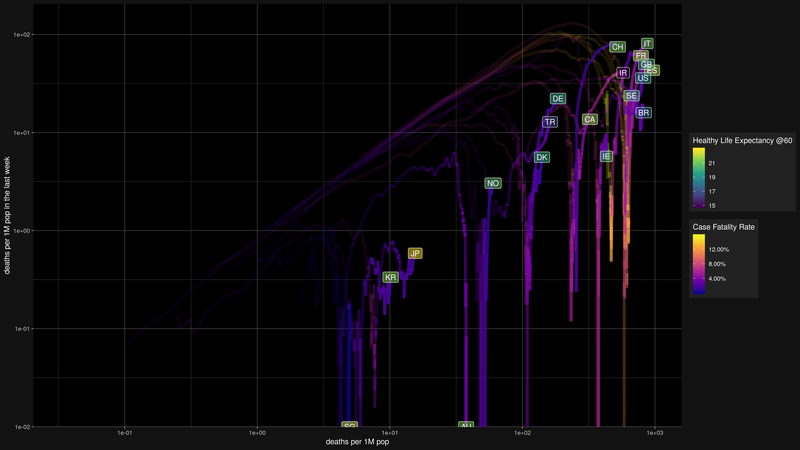 1e+02
1e+01
1e+00
1e-01
1e-02
deaths per 1M pop in the last week
CH
IT
FR
GB
ES
IR
US
SE
DE
BR
CA
TR
DK
IE
NO
JP
KR
SG
AU
1e-01
1e+00
1e+01
1e+02
1e+03
deaths per 1M pop
Healthy Life Expectancy @60
21
19
17
15
Case Fatality Rate
12.00%
8.00%
4.00%